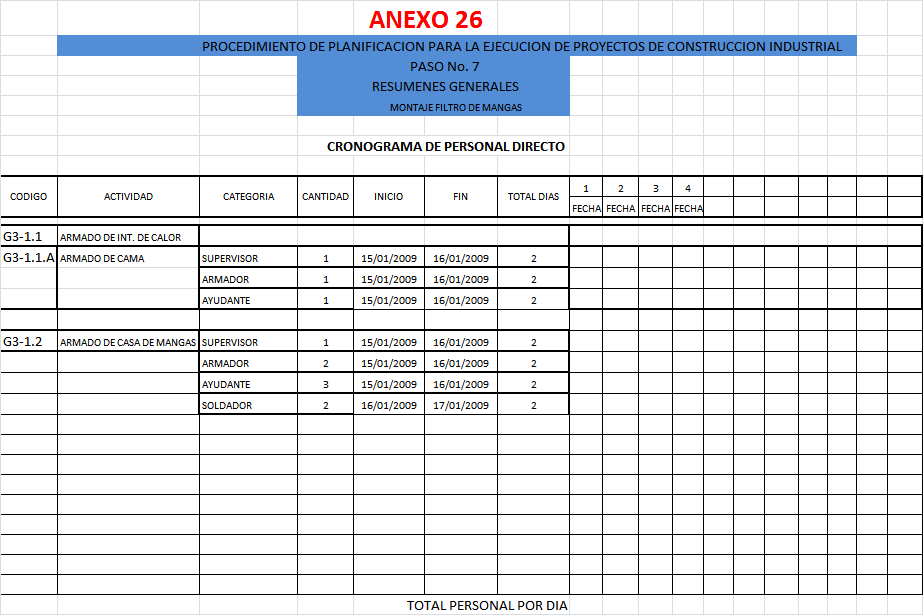 ANEXO 26
PROCEDIMIENTO DE PLANIFICACION PARA LA EJECUCION DE PROYECTOS DE CONSTRUCCION INDUSTRIAL
PASO No. 7
RESUMENES GENERALES
MONTAJE FILTRO DE MANGAS
CRONOGRAMA DE PERSONAL DIRECTO
CODIGO ACTIVIDAD CATEGORIA CANTIDAD INICIO FIN TOTAL DIAS 1 2 3 4
FECHA FECHA FECHA FECHA
G3-1.1 ARMADO DE INT. DE CALOR
G3-1.1.A ARMADO DE CAMA SUPERVISOR 1 15/01/2009 16/01/2009 2
ARMADOR 1 15/01/2009 16/01/2009 2
AYUDANTE 1 15/01/2009 16/01/2009 2
G3-1.2 ARMADO DE CASA DE MANGAS SUPERVISOR 1 15/01/2009 16/01/2009 2
ARMADOR 2 15/01/2009 16/01/2009 2
AYUDANTE 3 15/01/2009 16/01/2009 2
SOLDADOR 2 16/01/2009 17/01/2009 2
TOTAL PERSONAL POR DIA